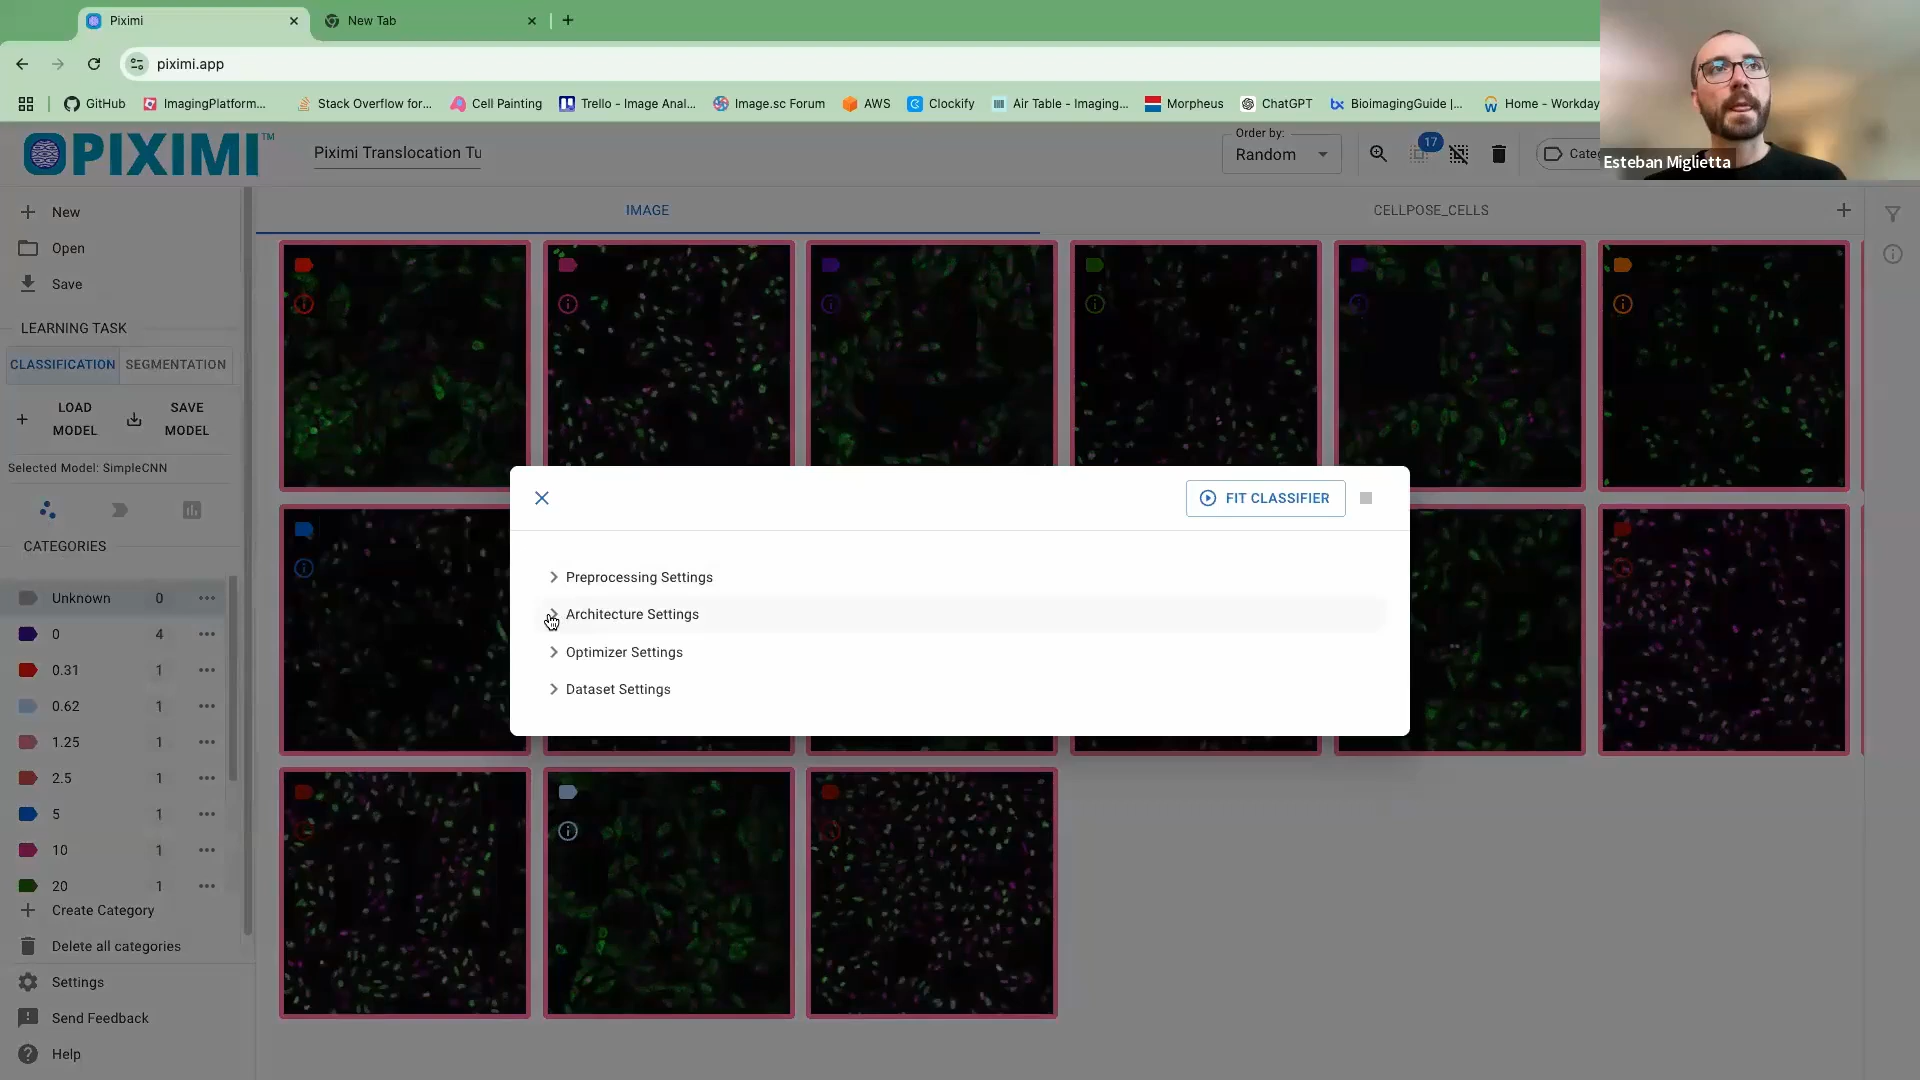 Piximi
New Tab
piximi.app
GitHub
ImagingPlatform...
Stack Overflow for...
Cell Painting
Trello - Image Anal...
Image.sc Forum
AWS
Clockify
Air Table - Imaging...
Morpheus
ChatGPT
BioimagingGuide |...
Home - Workday
Esteban Miglietta
PIXIMI™
Piximi Translocation Tu
Order by:
Random
17
Cate
New
Open
Save
LEARNING TASK
CLASSIFICATION
SEGMENTATION
LOAD MODEL
SAVE MODEL
Selected Model: SimpleCNN
CATEGORIES
Unknown 0
0 4
0.31 1
0.62 1
1.25 1
2.5 1
5 1
10 1
20 1
Create Category
Delete all categories
Settings
Send Feedback
Help
IMAGE
CELLPOSE_CELLS
FIT CLASSIFIER
Preprocessing Settings
Architecture Settings
Optimizer Settings
Dataset Settings